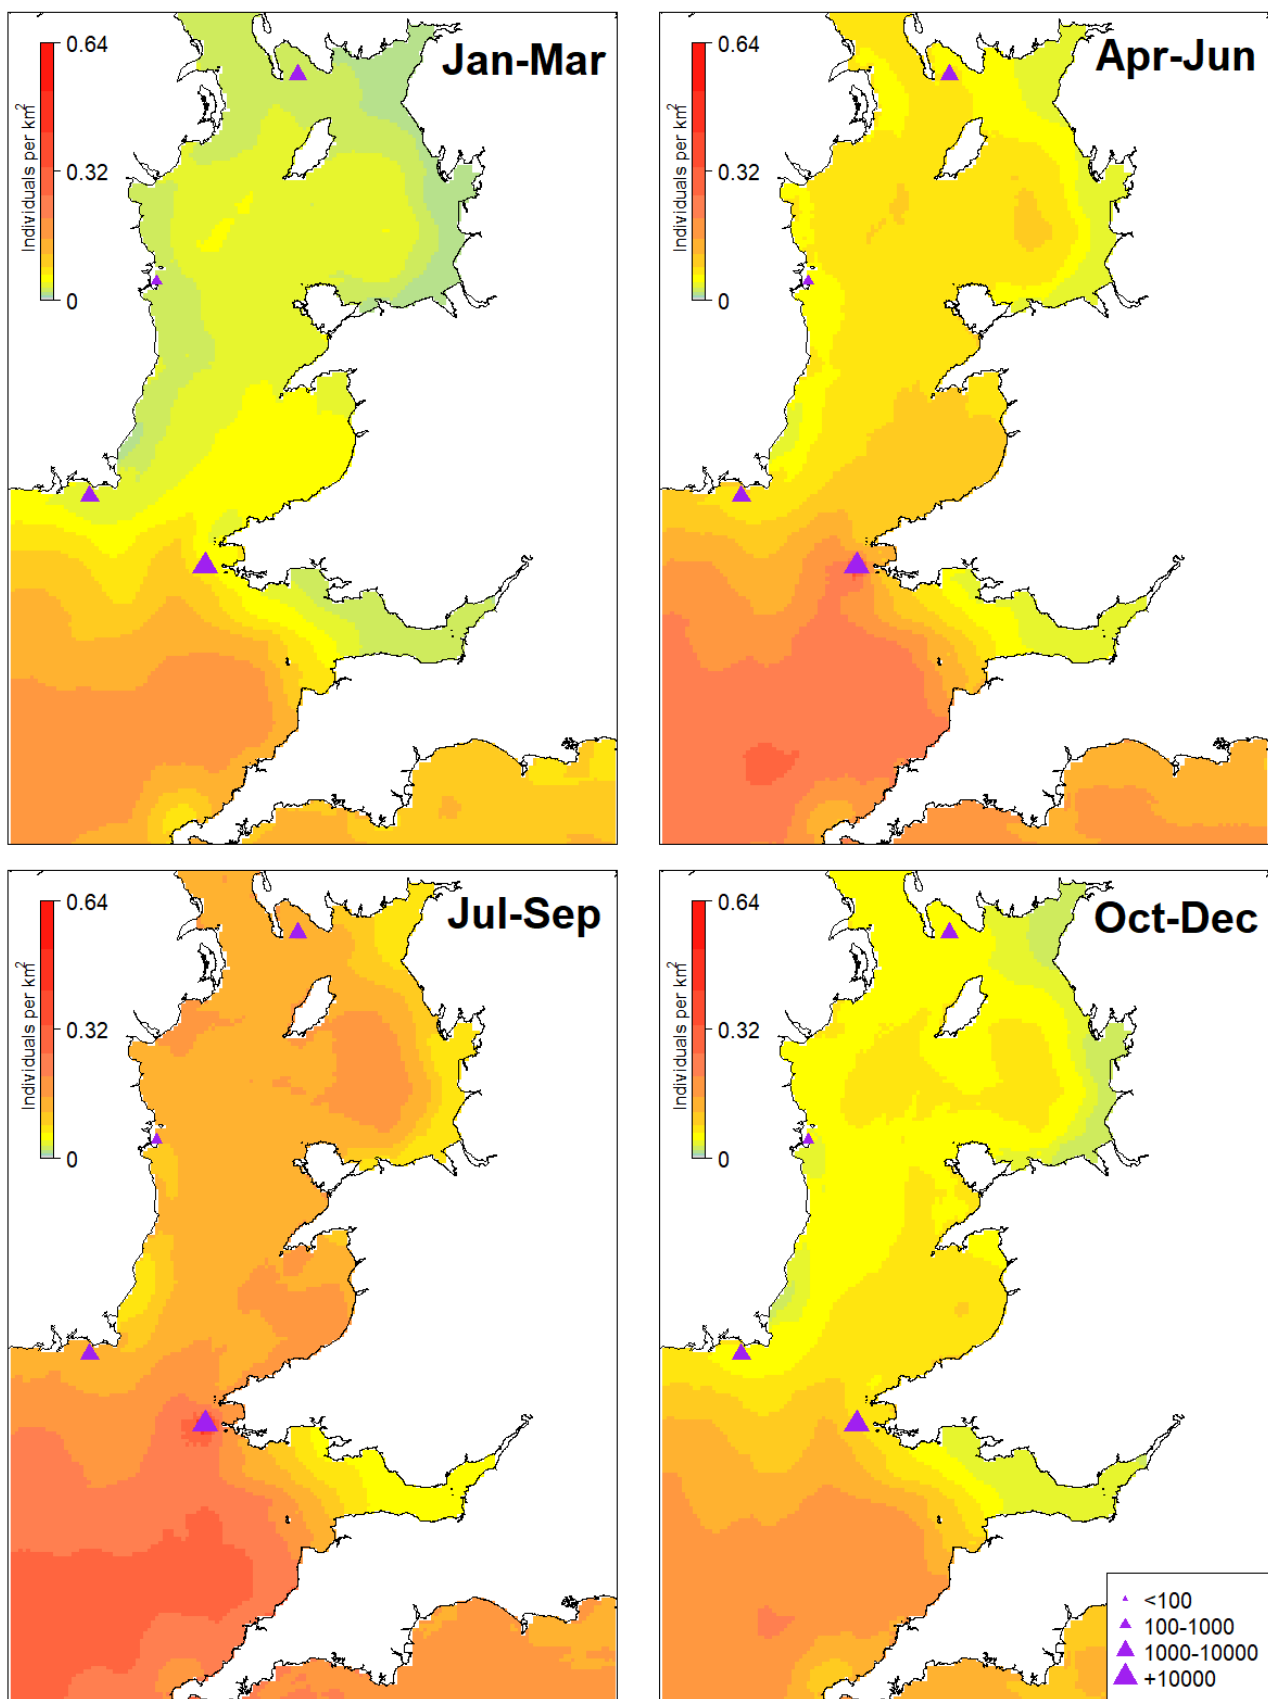 Jan-Mar
0.64
0.32
0
Individuals per km2
Apr-Jun
0.64
0.32
0
Individuals per km2
Jul-Sep
0.64
0.32
0
Individuals per km2
Oct-Dec
0.64
0.32
0
Individuals per km2
<100
100-1000
1000-10000
+10000